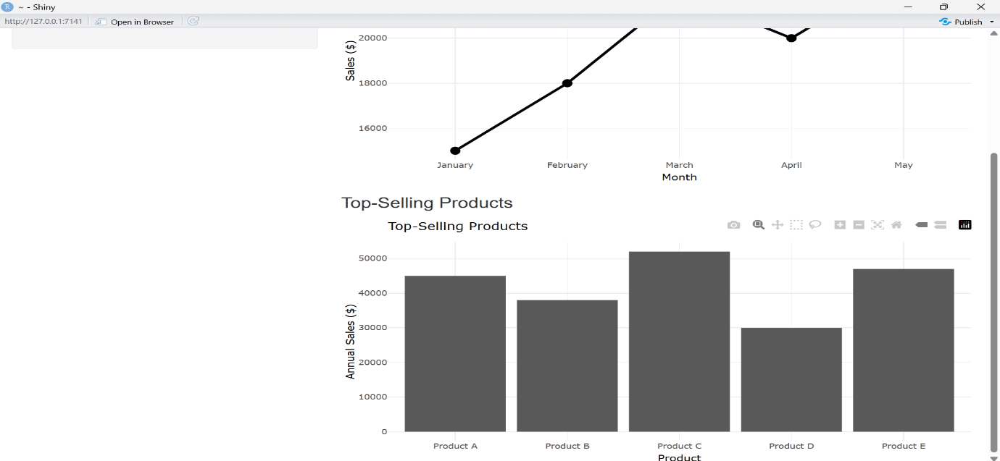 R ~ - Shiny
http://127.0.0.1:7141 Open in Browser Publish
Sales ($)
20000
18000
16000
January February March April May
Month
Top-Selling Products
Top-Selling Products
Annual Sales ($)
50000
40000
30000
20000
10000
0
Product A Product B Product C Product D Product E
Product